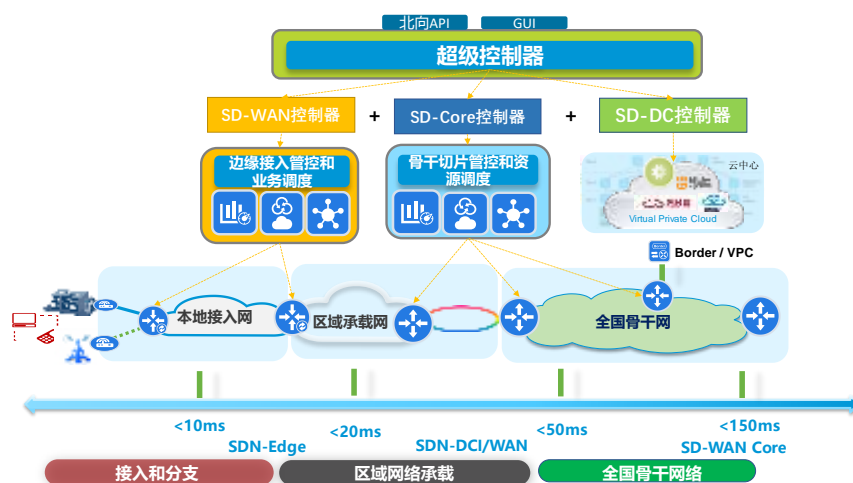 北向API
GUI
超级控制器
SD-WAN控制器
+
SD-Core控制器
+
SD-DC控制器
边缘接入管控和
业务调度
骨干切片管控和资
源调度
云中心
Virtual Private Cloud
Border / VPC
本地接入网
区域承载网
全国骨干网
<10ms
<20ms
<50ms
<150ms
SDN-Edge
SDN-DCI/WAN
SD-WAN Core
接入和分支
区域网络承载
全国骨干网络